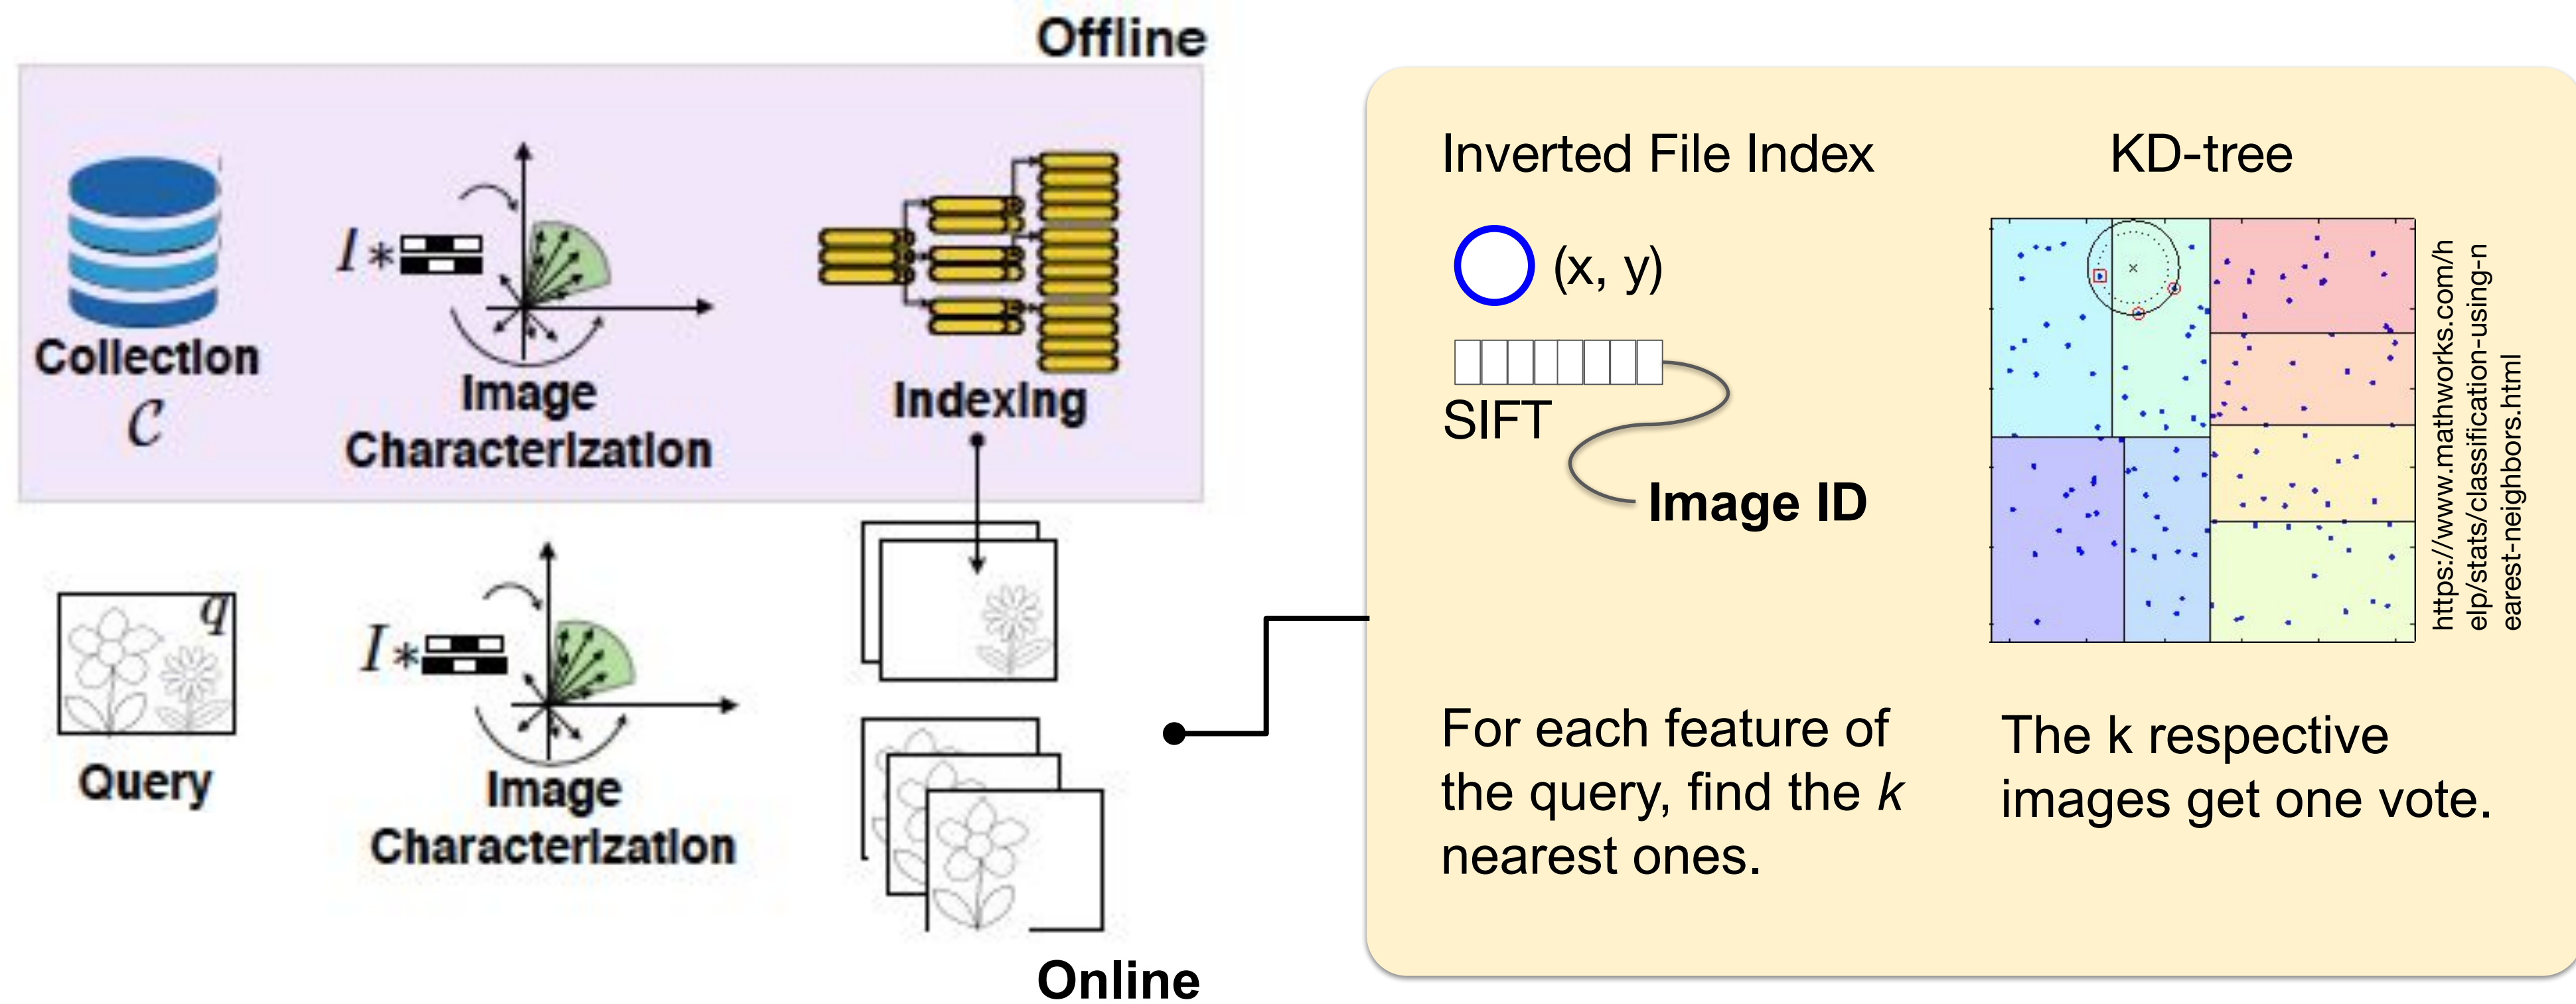 Offline
Collection
C
I *
Image
Characterization
Indexing
q
Query
I *
Image
Characterization
Online
Inverted File Index
(x, y)
SIFT
Image ID
For each feature of
the query, find the k
nearest ones.
KD-tree
https://www.mathworks.com/h
elp/stats/classification-using-n
earest-neighbors.html
The k respective
images get one vote.